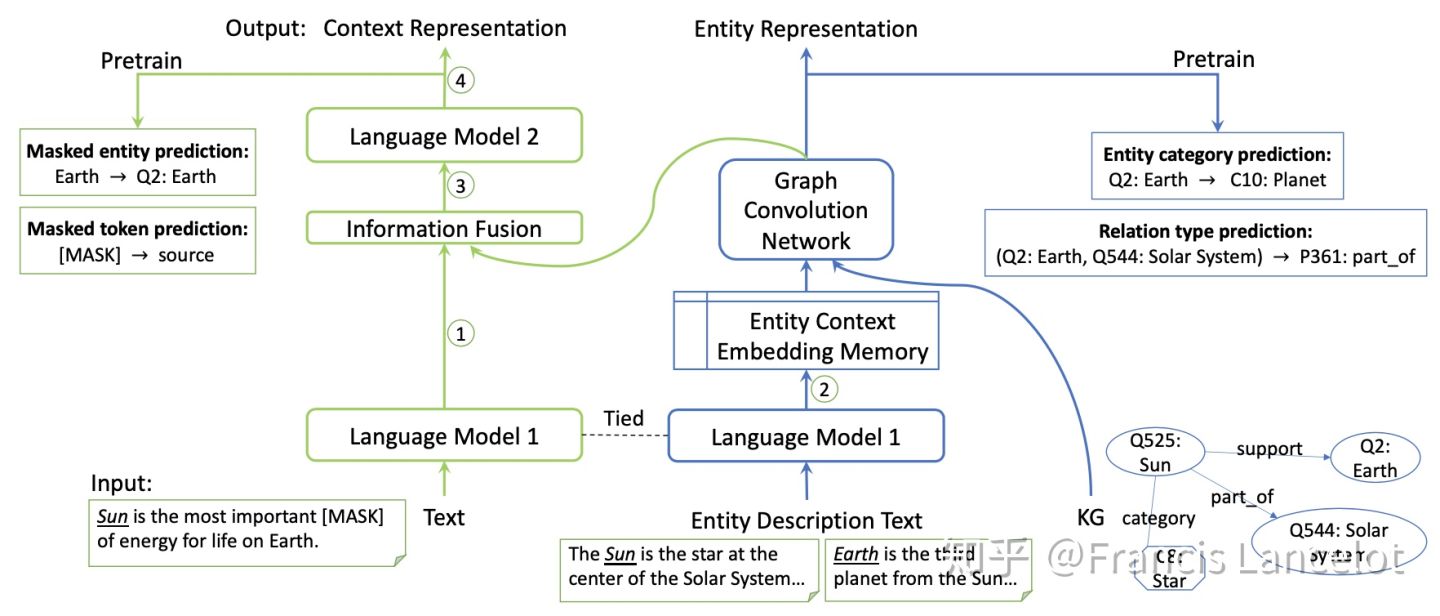 Output: Context Representation
Entity Representation
Pretrain
Pretrain
4
Language Model 2
Masked entity prediction:
Earth → Q2: Earth
Masked token prediction:
[MASK] → source
3
Information Fusion
Graph
Convolution
Network
Entity category prediction:
Q2: Earth → C10: Planet
Relation type prediction:
(Q2: Earth, Q544: Solar System) → P361: part_of
1
Entity Context
Embedding Memory
2
Language Model 1
Tied
Language Model 1
Input:
Sun is the most important [MASK]
of energy for life on Earth.
Text
Entity Description Text
The Sun is the star at the
center of the Solar System...
Earth is the third
planet from the Sun...
KG
Q525:
Sun
support
Q2:
Earth
part_of
category
Q544: Solar
System
C8:
Star
知乎 @Francis Lancelot